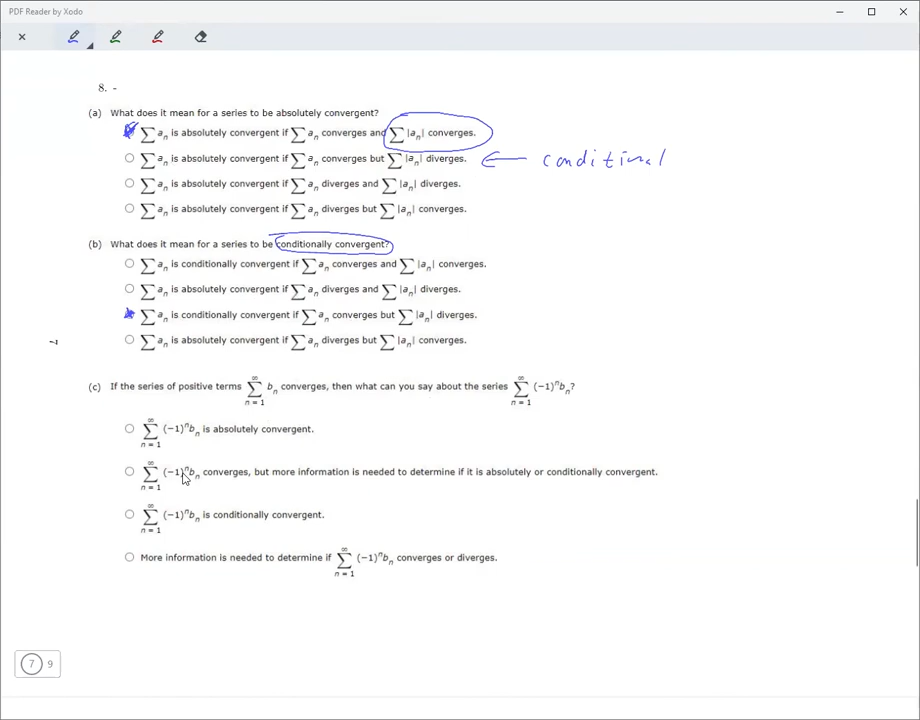 PDF Reader by Xodo
8. -
(a) What does it mean for a series to be absolutely convergent?
∑ aₙ is absolutely convergent if ∑ aₙ converges and ∑ |aₙ| converges.
∑ aₙ is absolutely convergent if ∑ aₙ converges but ∑ |aₙ| diverges. ← conditinal
∑ aₙ is absolutely convergent if ∑ aₙ diverges and ∑ |aₙ| diverges.
∑ aₙ is absolutely convergent if ∑ aₙ diverges but ∑ |aₙ| converges.
(b) What does it mean for a series to be conditionally convergent?
∑ aₙ is conditionally convergent if ∑ aₙ converges and ∑ |aₙ| converges.
∑ aₙ is conditionally convergent if ∑ aₙ diverges and ∑ |aₙ| diverges.
∑ aₙ is conditionally convergent if ∑ aₙ converges but ∑ |aₙ| diverges.
∑ aₙ is absolutely convergent if ∑ aₙ diverges but ∑ |aₙ| converges.
(c) If the series of positive terms ∑_{n = 1}^{∞} bₙ converges, then what can you say about the series ∑_{n = 1}^{∞} (−1)ⁿbₙ?
∑_{n = 1}^{∞} (−1)ⁿbₙ is absolutely convergent.
∑_{n = 1}^{∞} (−1)ⁿbₙ converges, but more information is needed to determine if it is absolutely or conditionally convergent.
∑_{n = 1}^{∞} (−1)ⁿbₙ is conditionally convergent.
More information is needed to determine if ∑_{n = 1}^{∞} (−1)ⁿbₙ converges or diverges.
7 9